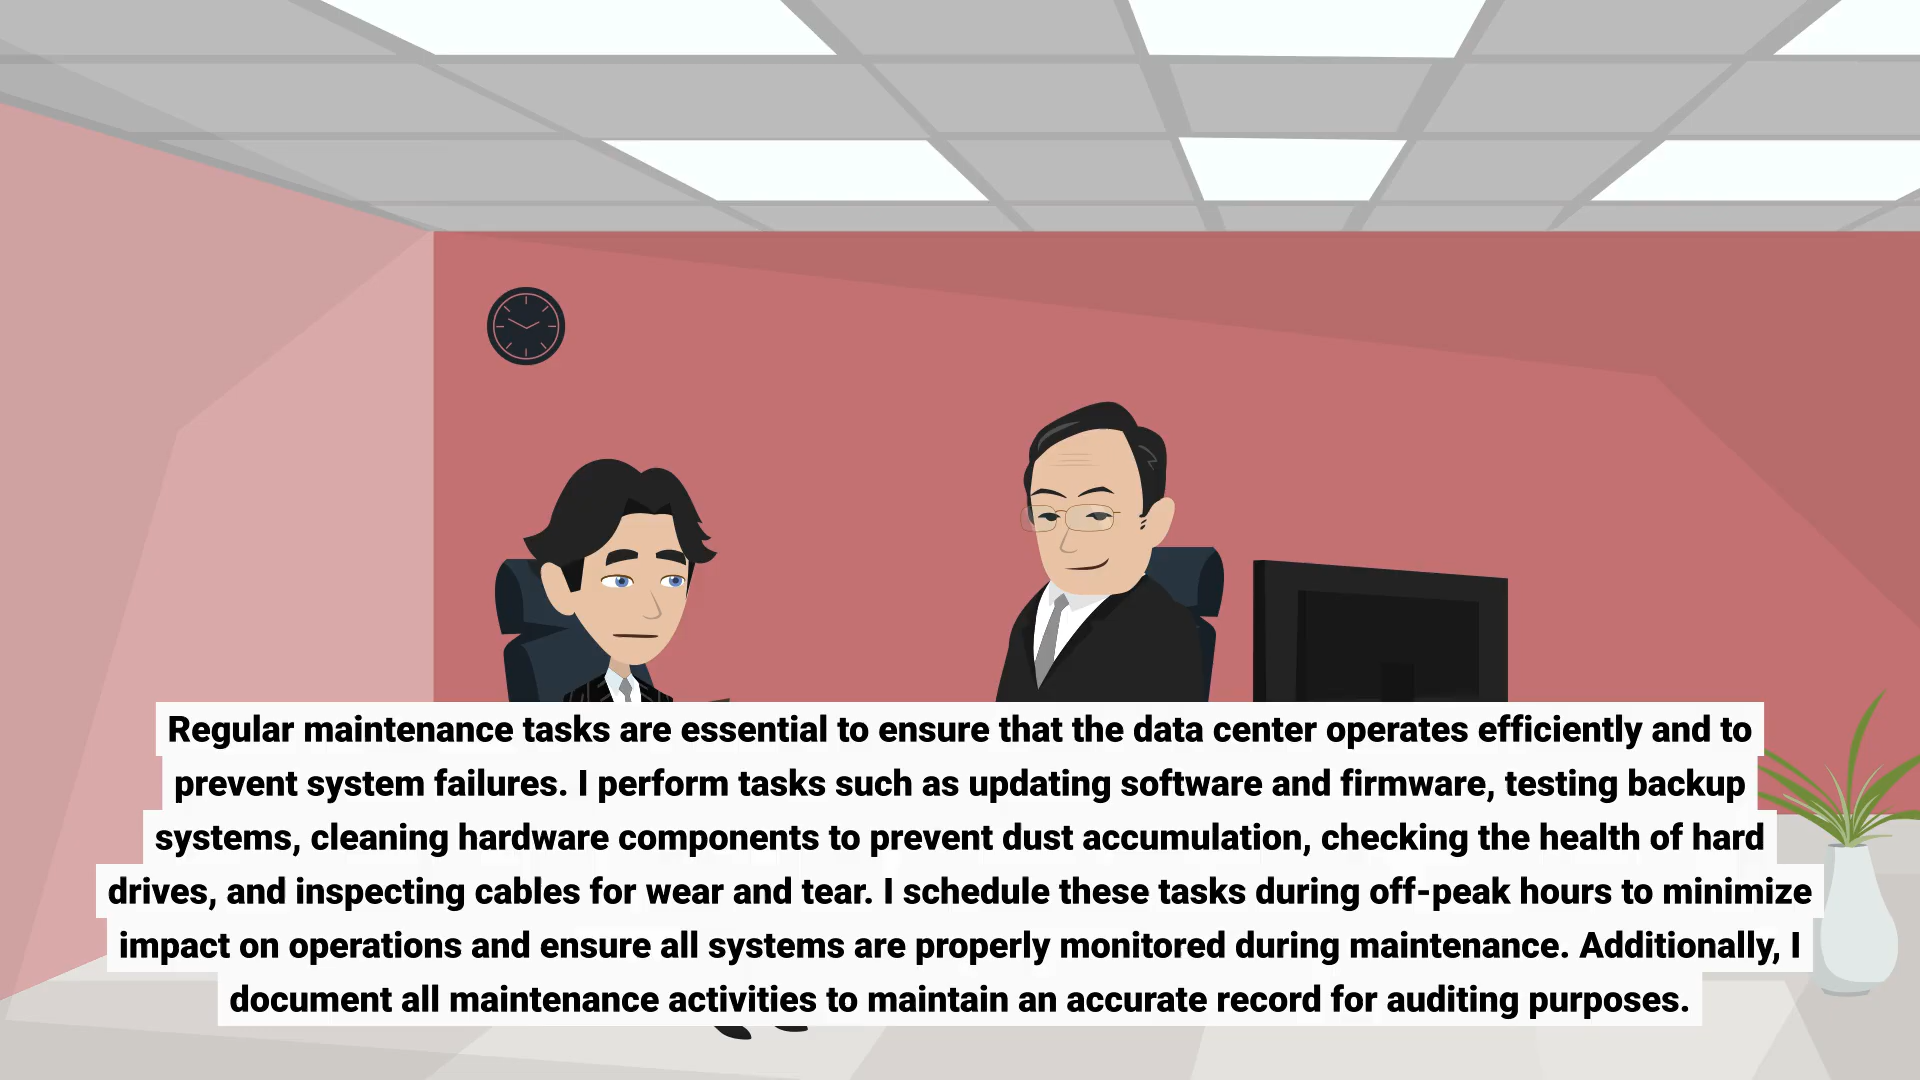 Regular maintenance tasks are essential to ensure that the data center operates efficiently and to
prevent system failures. I perform tasks such as updating software and firmware, testing backup
systems, cleaning hardware components to prevent dust accumulation, checking the health of hard
drives, and inspecting cables for wear and tear. I schedule these tasks during off-peak hours to minimize
impact on operations and ensure all systems are properly monitored during maintenance. Additionally, I
document all maintenance activities to maintain an accurate record for auditing purposes.